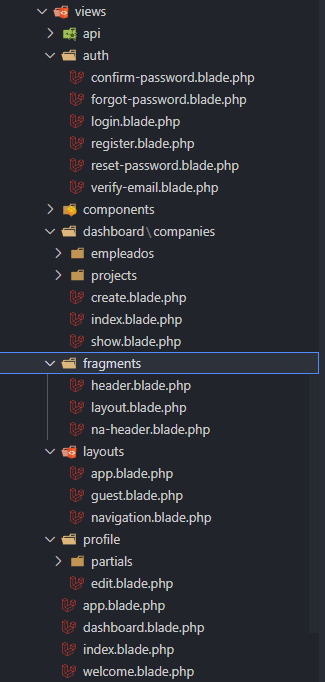 views
api
auth
confirm-password.blade.php
forgot-password.blade.php
login.blade.php
register.blade.php
reset-password.blade.php
verify-email.blade.php
components
dashboard\companies
empleados
projects
create.blade.php
index.blade.php
show.blade.php
fragments
header.blade.php
layout.blade.php
na-header.blade.php
layouts
app.blade.php
guest.blade.php
navigation.blade.php
profile
partials
edit.blade.php
app.blade.php
dashboard.blade.php
index.blade.php
welcome.blade.php